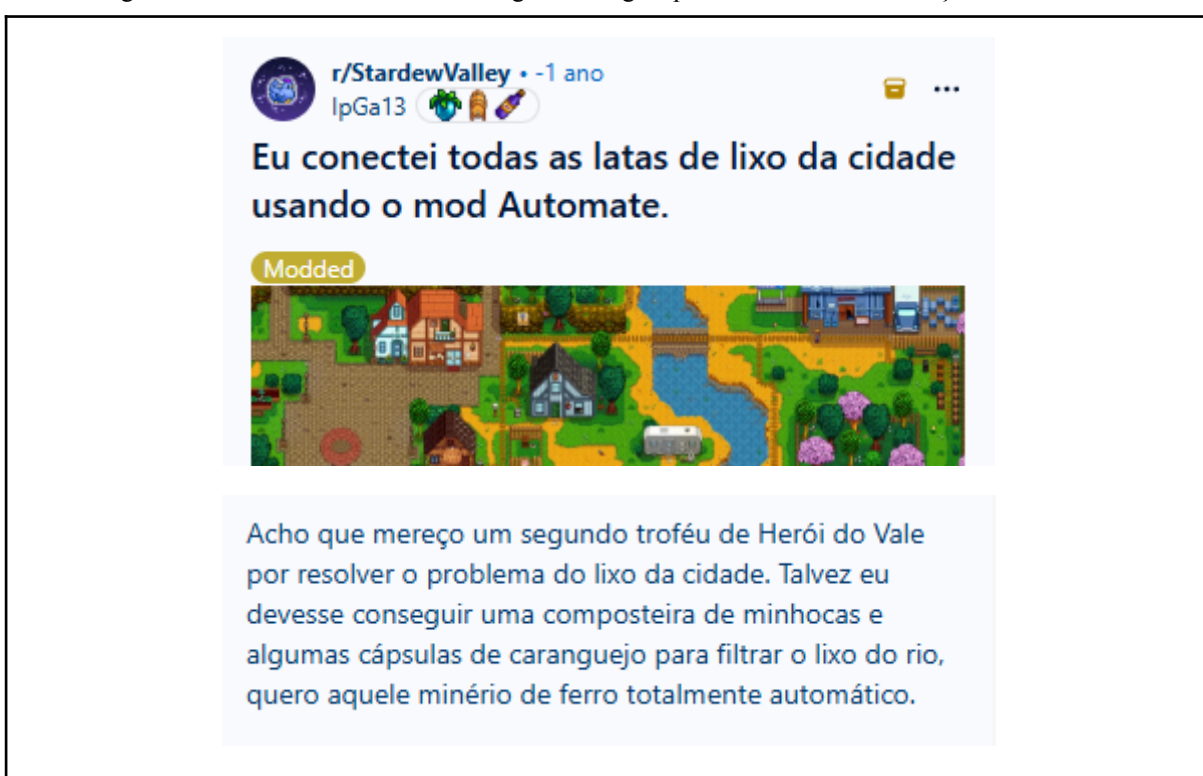 r/StardewValley • -1 ano
IpGa13
Eu conectei todas as latas de lixo da cidade
usando o mod Automate.
Modded
Acho que mereço um segundo troféu de Herói do Vale
por resolver o problema do lixo da cidade. Talvez eu
devesse conseguir uma composteira de minhocas e
algumas cápsulas de caranguejo para filtrar o lixo do rio,
quero aquele minério de ferro totalmente automático.